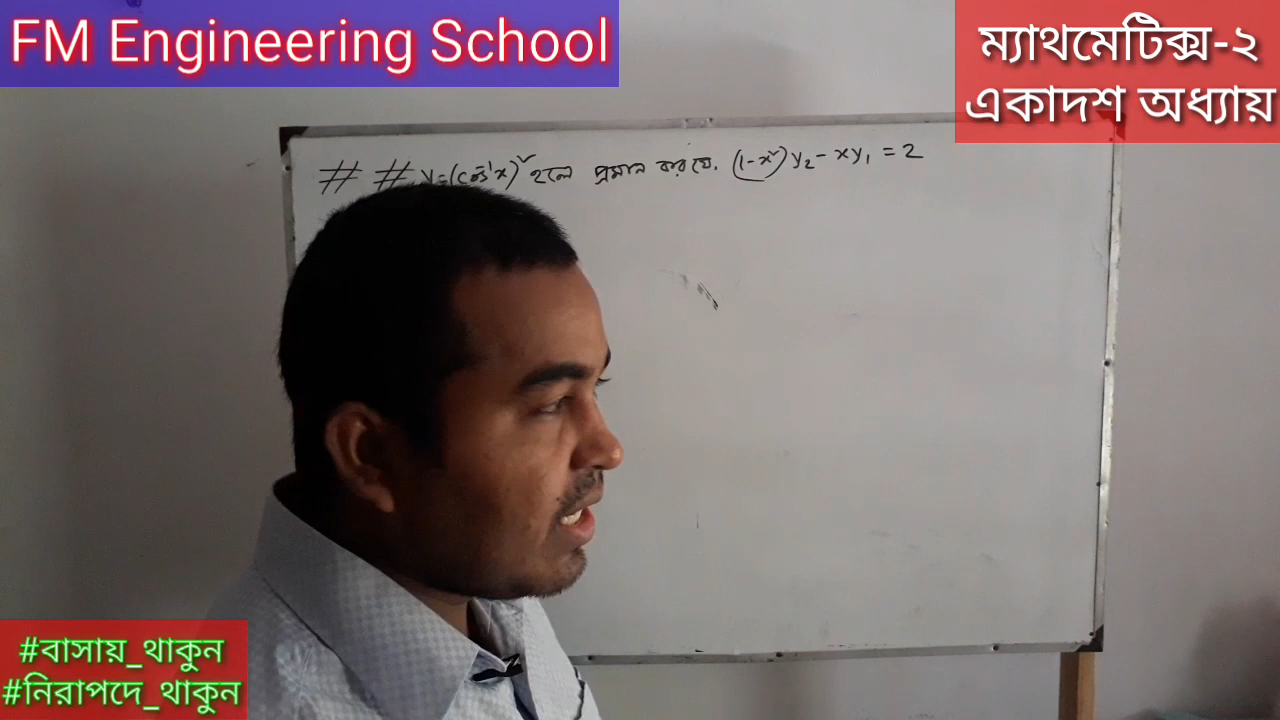 FM Engineering School
ম্যাথমেটিক্স-২
একাদশ অধ্যায়
## y=(cos⁻¹x)² হলে প্রমান কর যে, (1-x²)y₂-xy₁=2
#বাসায়_থাকুন
#নিরাপদে_থাকুন